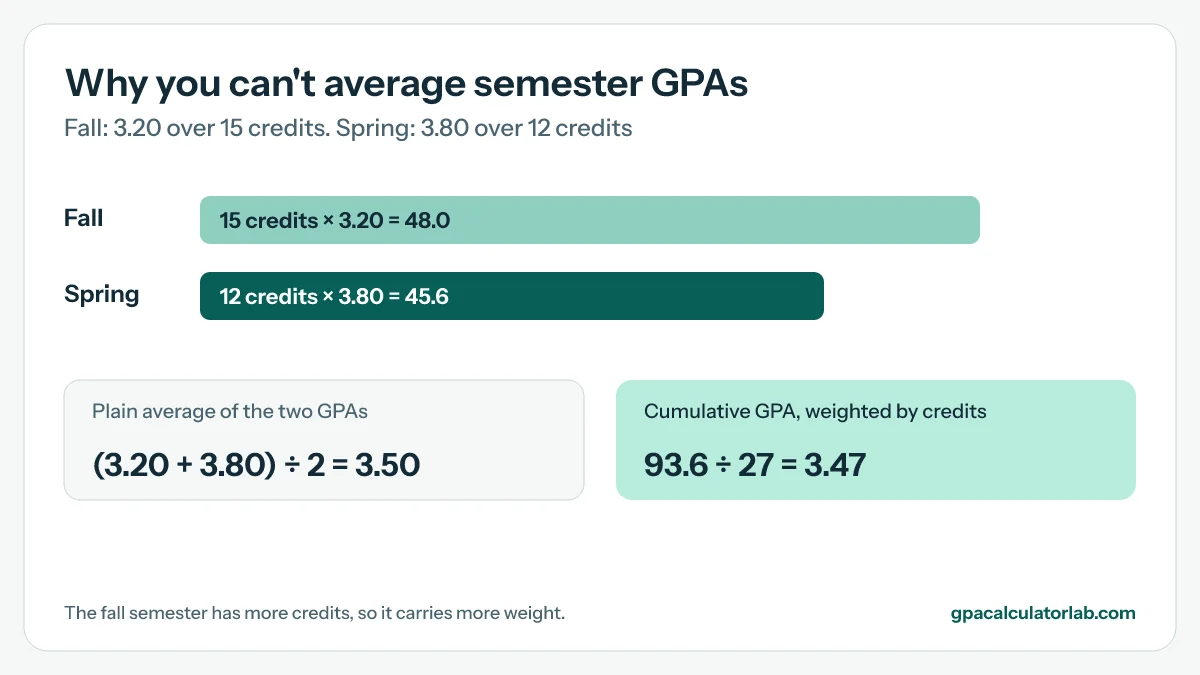 Why you can't average semester GPAs
Fall: 3.20 over 15 credits. Spring: 3.80 over 12 credits
Fall
15 credits × 3.20 = 48.0
Spring
12 credits × 3.80 = 45.6
Plain average of the two GPAs
(3.20 + 3.80) ÷ 2 = 3.50
Cumulative GPA, weighted by credits
93.6 ÷ 27 = 3.47
The fall semester has more credits, so it carries more weight.
gpacalculatorlab.com